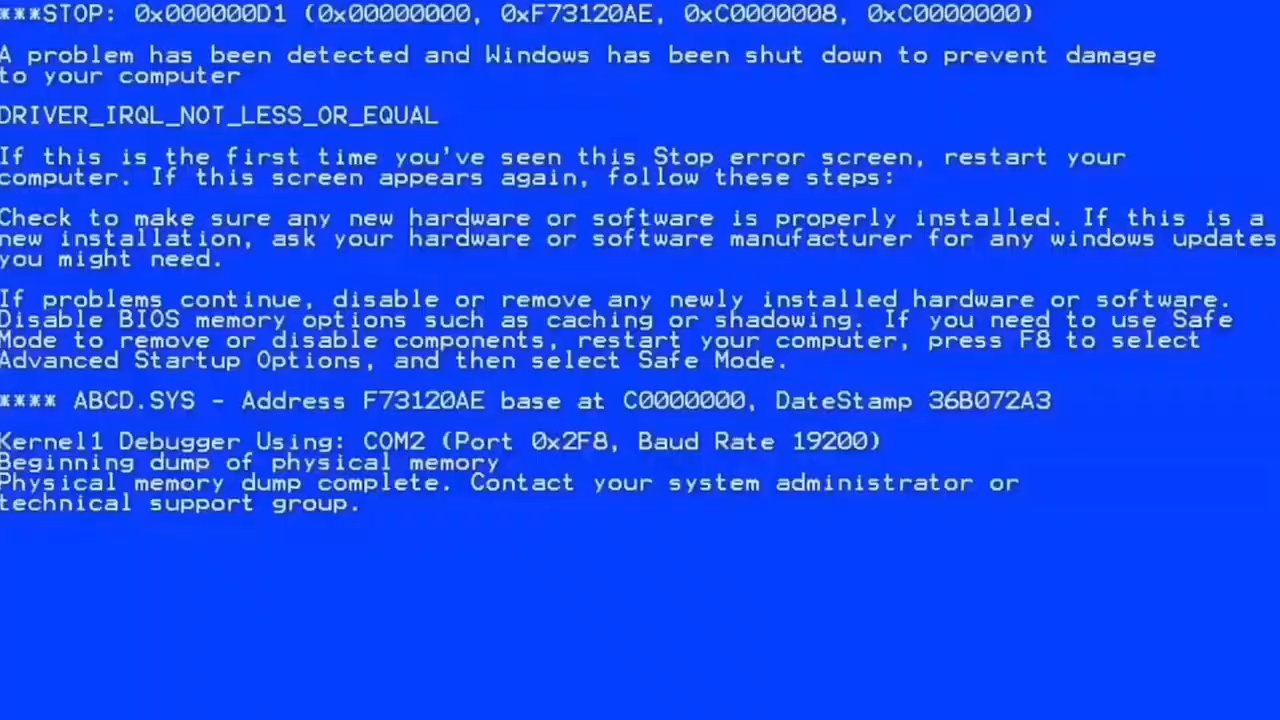 ***STOP: 0x000000D1 (0x00000000, 0xF73120AE, 0xC0000008, 0xC0000000)
A problem has been detected and Windows has been shut down to prevent damage
to your computer
DRIVER_IRQL_NOT_LESS_OR_EQUAL
If this is the first time you've seen this Stop error screen, restart your
computer. If this screen appears again, follow these steps:
Check to make sure any new hardware or software is properly installed. If this is a
new installation, ask your hardware or software manufacturer for any windows updates
you might need.
If problems continue, disable or remove any newly installed hardware or software.
Disable BIOS memory options such as caching or shadowing. If you need to use Safe
Mode to remove or disable components, restart your computer, press F8 to select
Advanced Startup Options, and then select Safe Mode.
**** ABCD.SYS - Address F73120AE base at C0000000, DateStamp 36B072A3
Kernel1 Debugger Using: COM2 (Port 0x2F8, Baud Rate 19200)
Beginning dump of physical memory
Physical memory dump complete. Contact your system administrator or
technical support group.